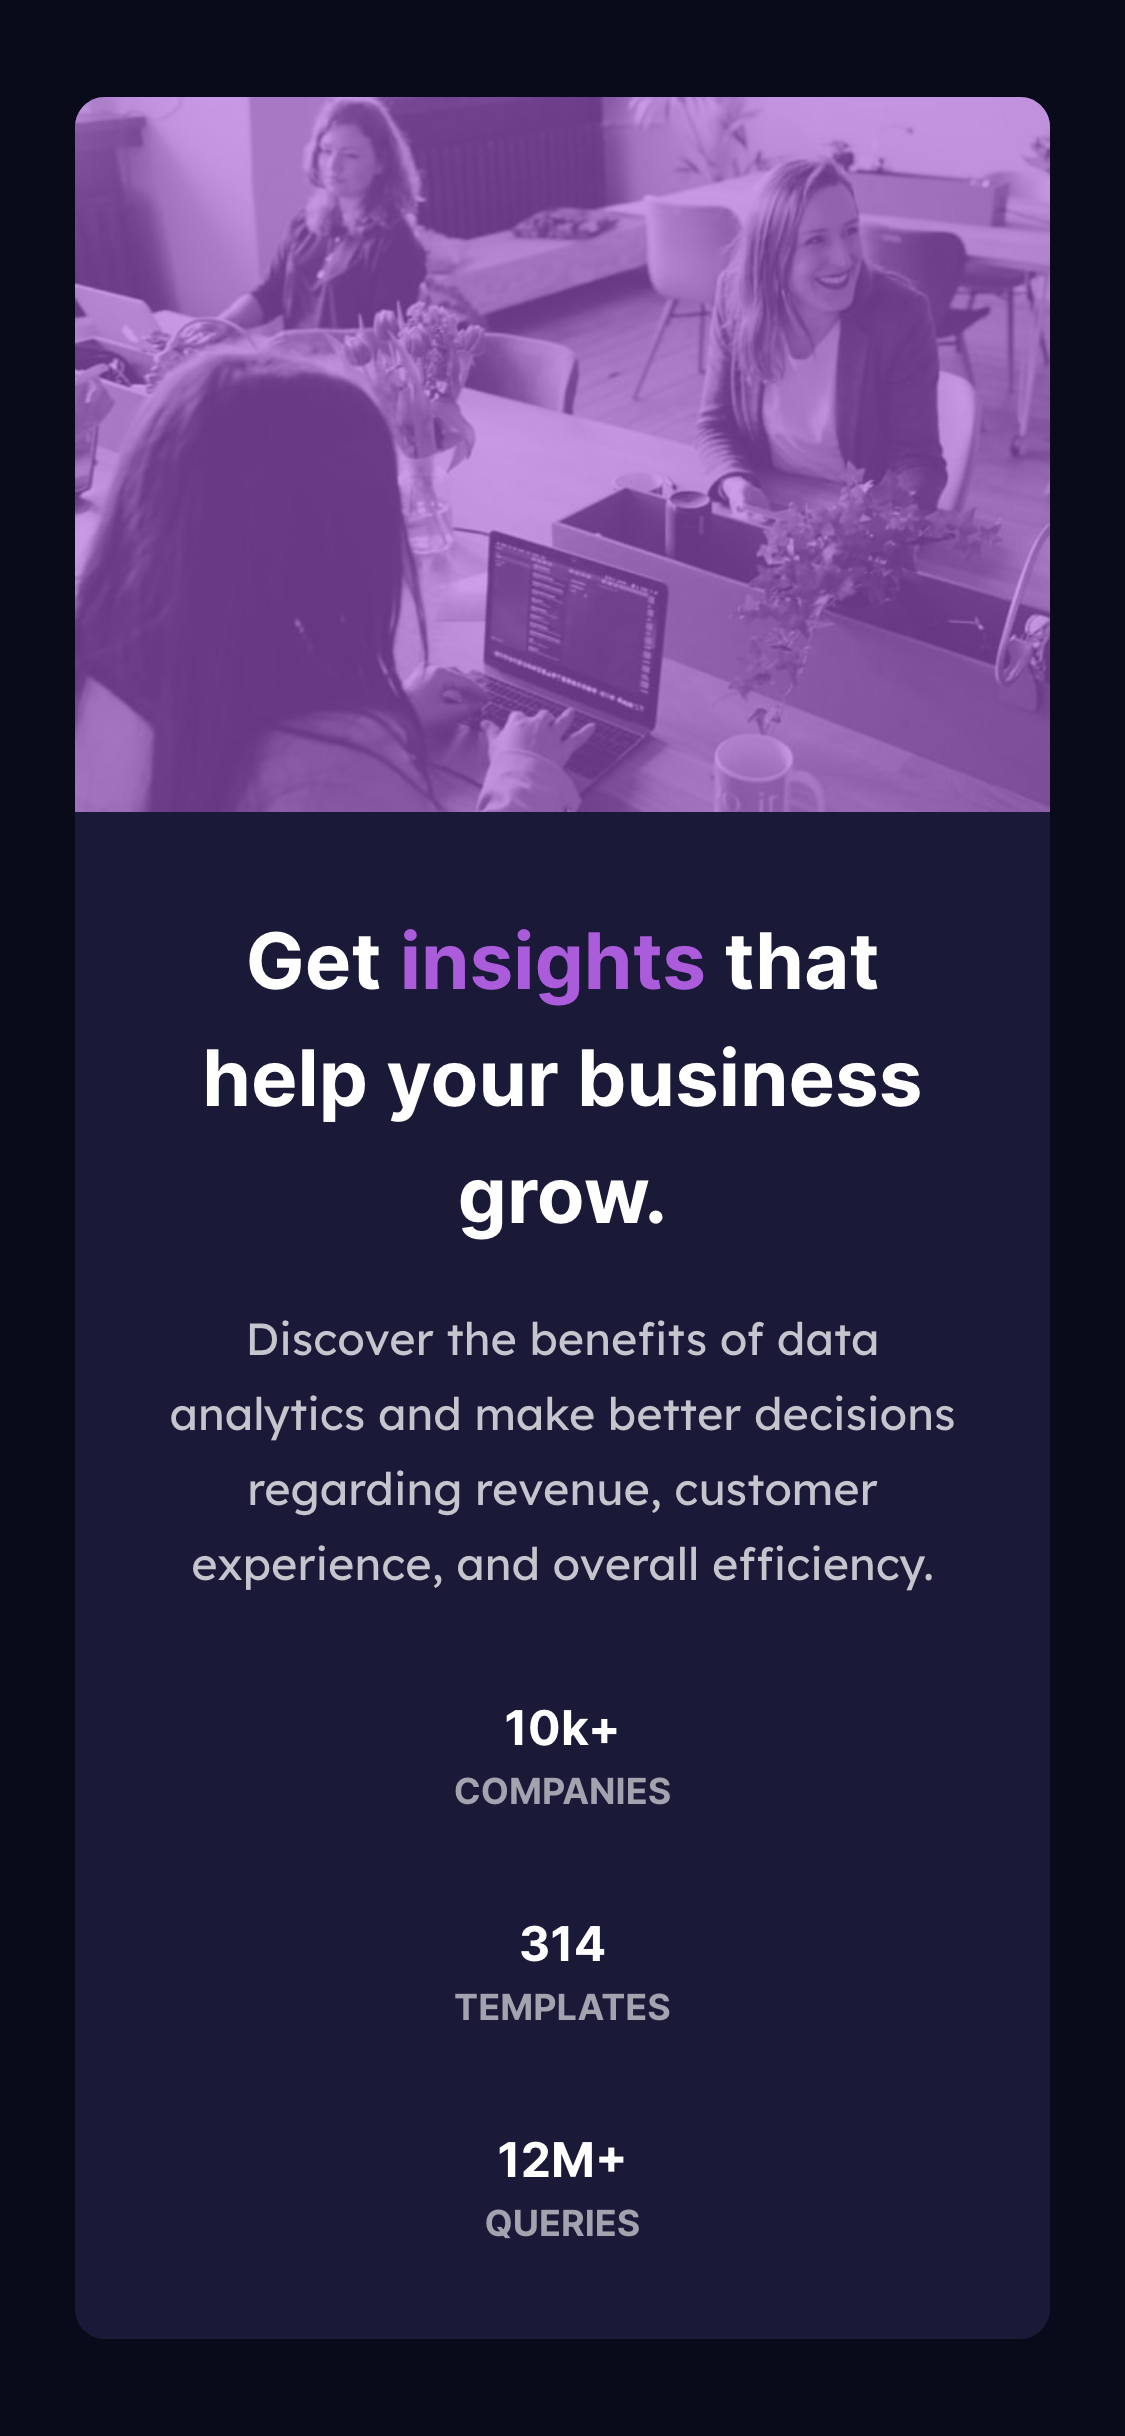 Get insights that
help your business
grow.
Discover the benefits of data
analytics and make better decisions
regarding revenue, customer
experience, and overall efficiency.
10k+
COMPANIES
314
TEMPLATES
12M+
QUERIES